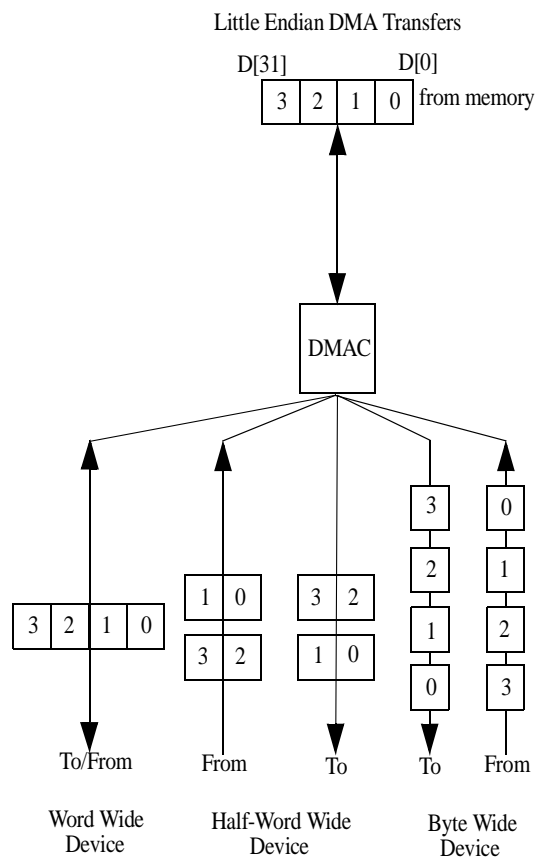 Little Endian DMA Transfers
D[31] D[0]
3 2 1 0 from memory
DMAC
3 0
2 1
1 0 3 2
3 2 1 0 1 2
3 2 1 0
0 3
To/From From To To From
Word Wide Device
Half-Word Wide Device
Byte Wide Device